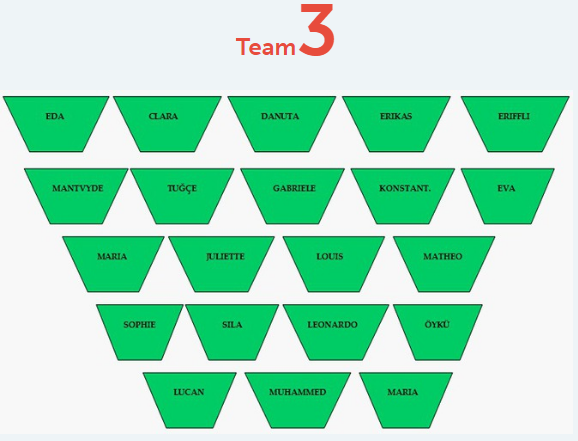 Team 3
EDA CLARA DANUTA ERIKAS ERIFFLI
MANTVYDE TUĞÇE GABRIELE KONSTANT. EVA
MARIA JULIETTE LOUIS MATHEO
SOPHIE SILA LEONARDO ÖYKÜ
LUCAN MUHAMMED MARIA